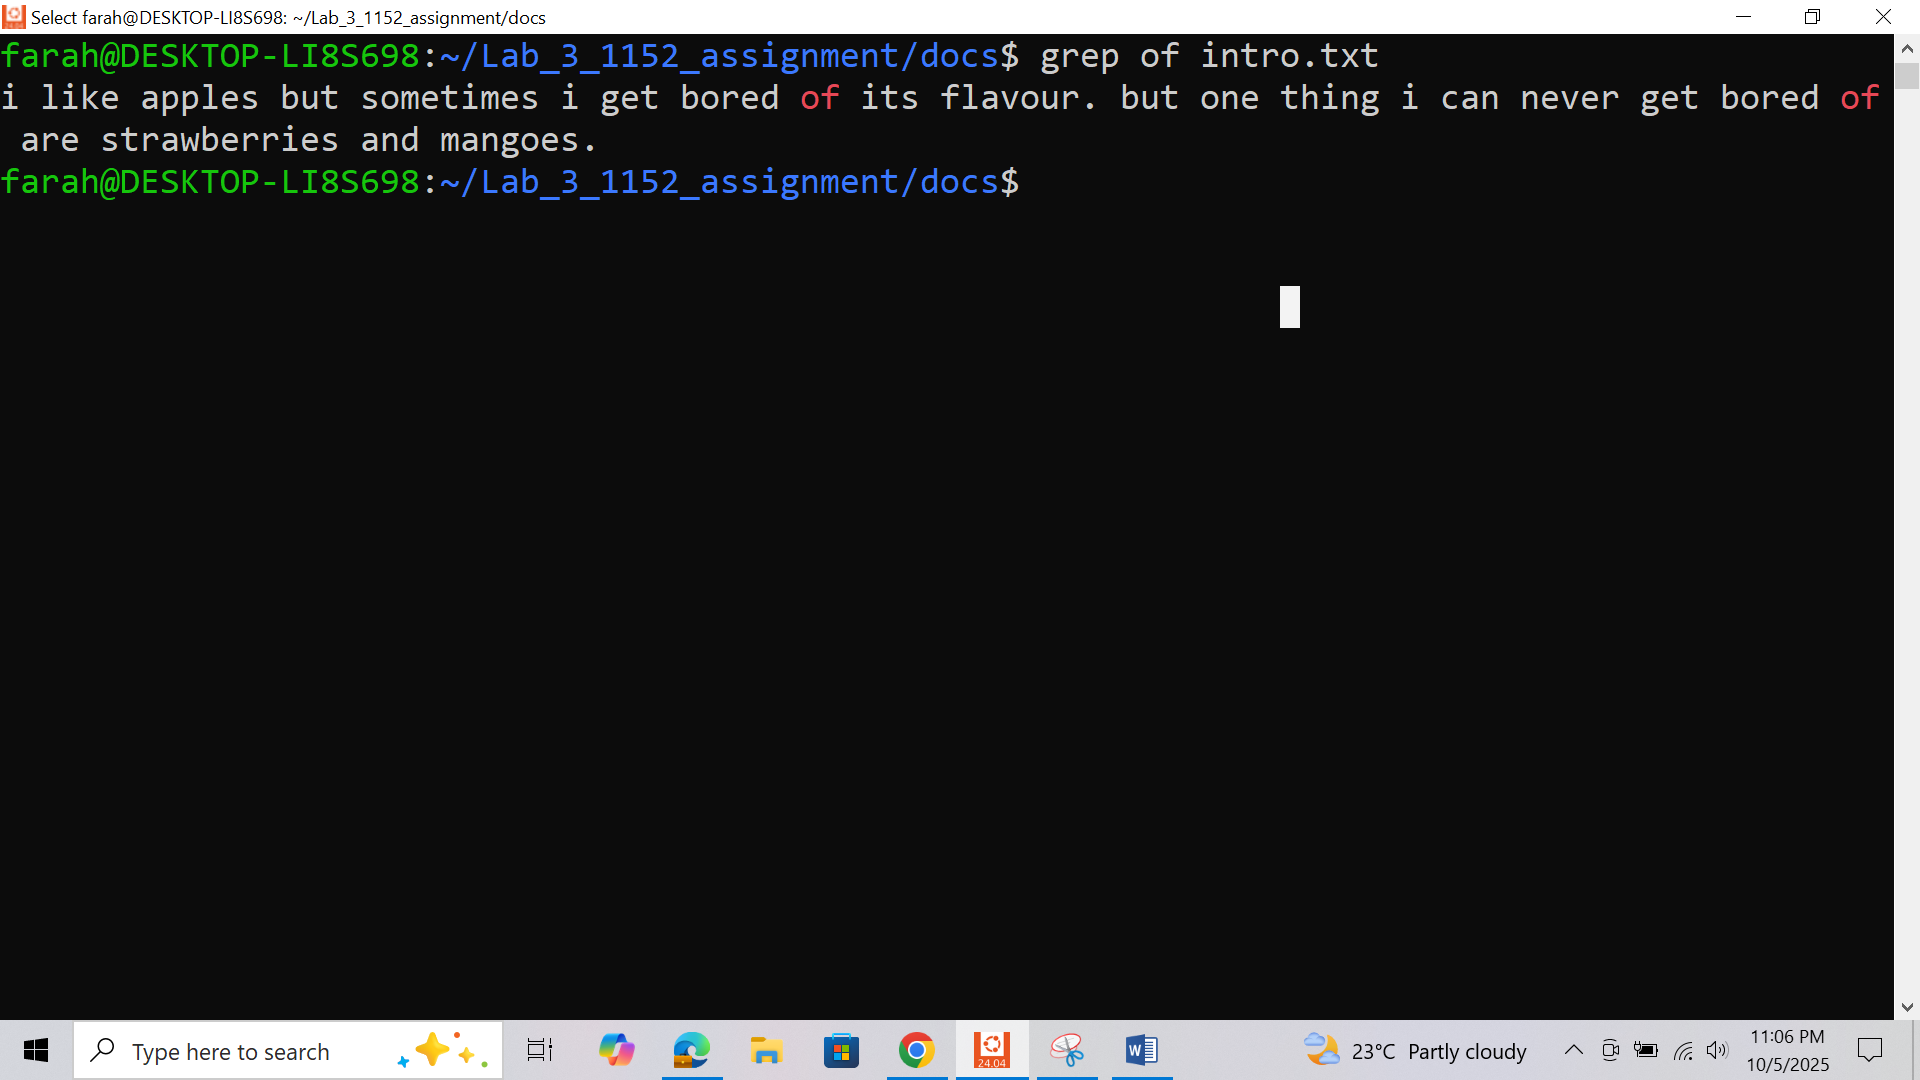 Select farah@DESKTOP-LI8S698: ~/Lab_3_1152_assignment/docs
farah@DESKTOP-LI8S698:~/Lab_3_1152_assignment/docs$ grep of intro.txt
i like apples but sometimes i get bored of its flavour. but one thing i can never get bored of
 are strawberries and mangoes.
farah@DESKTOP-LI8S698:~/Lab_3_1152_assignment/docs$
Type here to search
24.04
W
23°C Partly cloudy
11:06 PM
10/5/2025